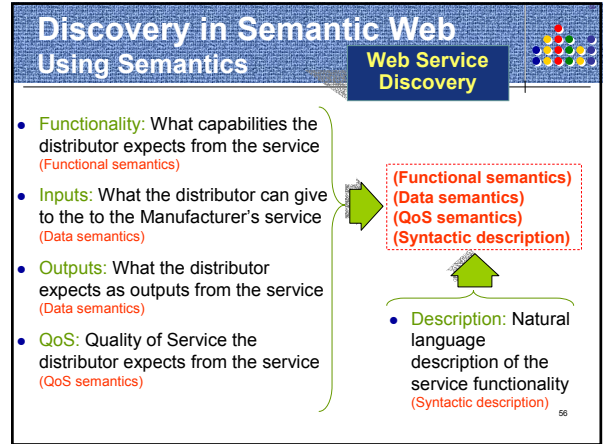 Discovery in Semantic Web
Using Semantics
Web Service
Discovery
Functionality: What capabilities the
distributor expects from the service
(Functional semantics)
Inputs: What the distributor can give
to the to the Manufacturer's service
(Data semantics)
Outputs: What the distributor
expects as outputs from the service
(Data semantics)
QoS: Quality of Service the
distributor expects from the service
(QoS semantics)
(Functional semantics)
(Data semantics)
(QoS semantics)
(Syntactic description)
Description: Natural
language
description of the
service functionality
(Syntactic description)
56